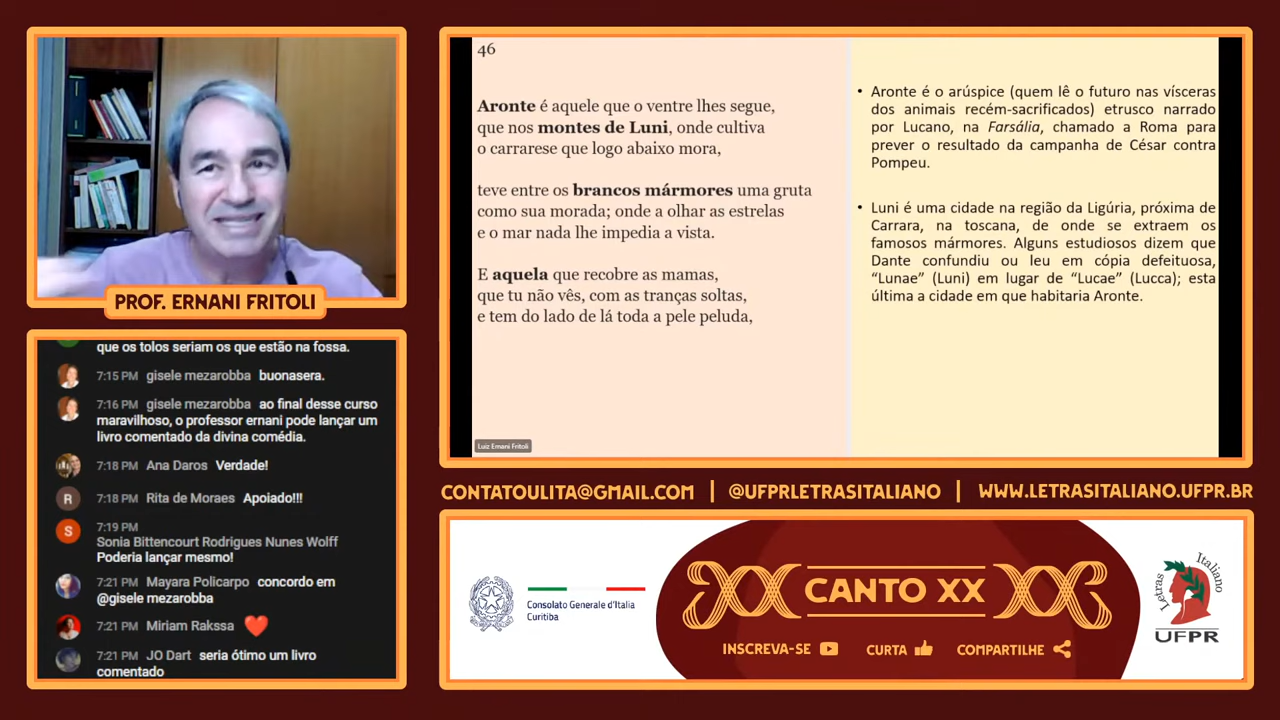 PROF. ERNANI FRITOLI
que os tolos seriam os que estão na fossa.
7:15 PM gisele mezarobba buonasera.
7:16 PM gisele mezarobba ao final desse curso
maravilhoso, o professor ernani pode lançar um
livro comentado da divina comédia.
7:18 PM Ana Daros Verdade!
R 7:18 PM Rita de Moraes Apoiado!!!
S 7:19 PM
Sonia Bittencourt Rodrigues Nunes Wolff
Poderia lançar mesmo!
7:21 PM Mayara Policarpo concordo em
@gisele mezarobba
7:21 PM Miriam Rakssa
7:21 PM JO Dart seria ótimo um livro
comentado
46
Aronte é aquele que o ventre lhes segue,
que nos montes de Luni, onde cultiva
o carrarese que logo abaixo mora,
teve entre os brancos mármores uma gruta
como sua morada; onde a olhar as estrelas
e o mar nada lhe impedia a vista.
E aquela que recobre as mamas,
que tu não vês, com as tranças soltas,
e tem do lado de lá toda a pele peluda,
Luiz Ernani Fritoli
• Aronte é o arúspice (quem lê o futuro nas vísceras
dos animais recém-sacrificados) etrusco narrado
por Lucano, na Farsália, chamado a Roma para
prever o resultado da campanha de César contra
Pompeu.
• Luni é uma cidade na região da Ligúria, próxima de
Carrara, na toscana, de onde se extraem os
famosos mármores. Alguns estudiosos dizem que
Dante confundiu ou leu em cópia defeituosa,
“Lunae” (Luni) em lugar de “Lucae” (Lucca); esta
última a cidade em que habitaria Aronte.
CONTATOULITA@GMAIL.COM | @UFPRLETRASITALIANO | WWW.LETRASITALIANO.UFPR.BR
Consolato Generale d'Italia
Curitiba
XX CANTO XX XX
INSCREVA-SE CURTA COMPARTILHE
Letras Italiano
UFPR